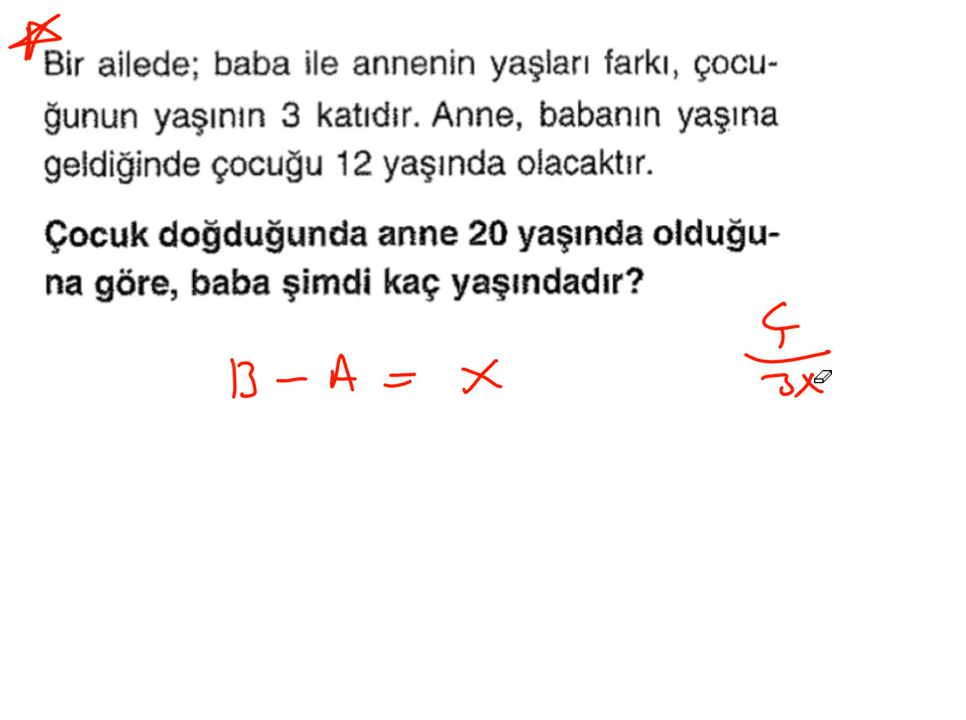 Bir ailede; baba ile annenin yaşları farkı, çocu-
ğunun yaşının 3 katıdır. Anne, babanın yaşına
geldiğinde çocuğu 12 yaşında olacaktır.
Çocuk doğduğunda anne 20 yaşında olduğu-
na göre, baba şimdi kaç yaşındadır?
B - A = x
Ç
3x